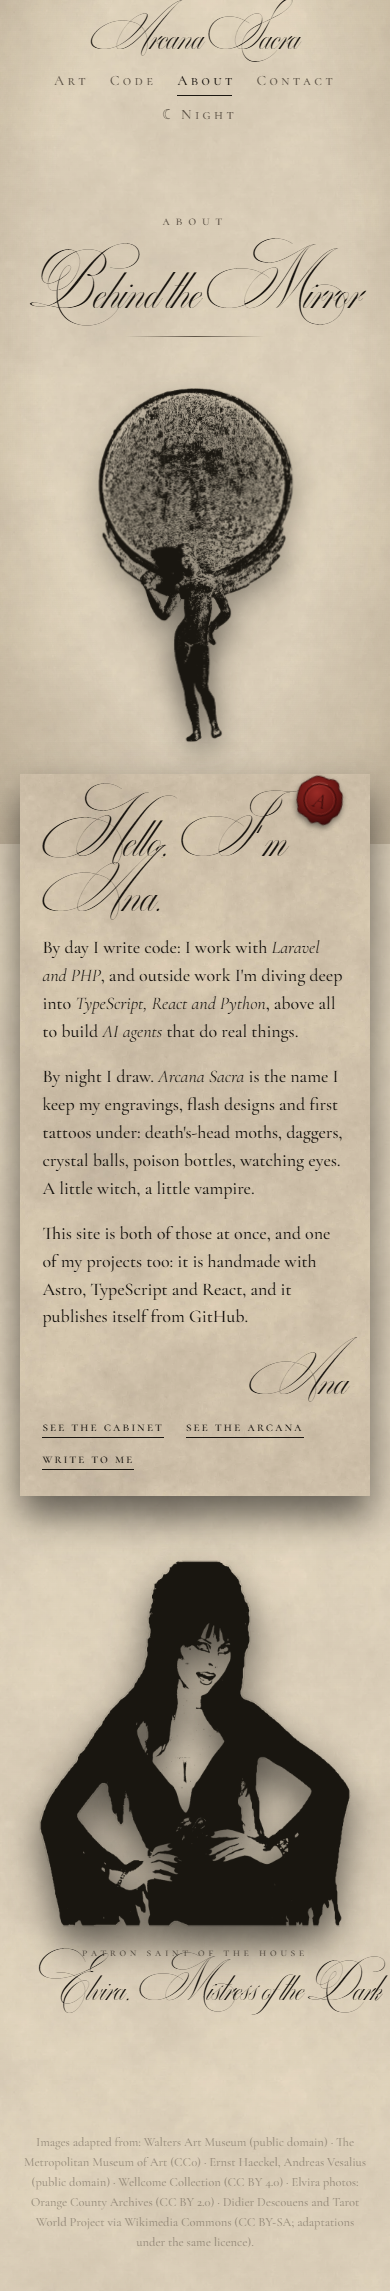 Arcana Sacra
Art Code About Contact
☾ Night
ABOUT
Behind the Mirror
A
Hello. I'm
Ana.
By day I write code: I work with Laravel
and PHP, and outside work I'm diving deep
into TypeScript, React and Python, above all
to build AI agents that do real things.
By night I draw. Arcana Sacra is the name I
keep my engravings, flash designs and first
tattoos under: death's-head moths, daggers,
crystal balls, poison bottles, watching eyes.
A little witch, a little vampire.
This site is both of those at once, and one
of my projects too: it is handmade with
Astro, TypeScript and React, and it
publishes itself from GitHub.
Ana
SEE THE CABINET SEE THE ARCANA
WRITE TO ME
PATRON SAINT OF THE HOUSE
Elvira, Mistress of the Dark
Images adapted from: Walters Art Museum (public domain) · The
Metropolitan Museum of Art (CC0) · Ernst Haeckel, Andreas Vesalius
(public domain) · Wellcome Collection (CC BY 4.0) · Elvira photos:
Orange County Archives (CC BY 2.0) · Didier Descouens and Tarot
World Project via Wikimedia Commons (CC BY-SA; adaptations
under the same licence).